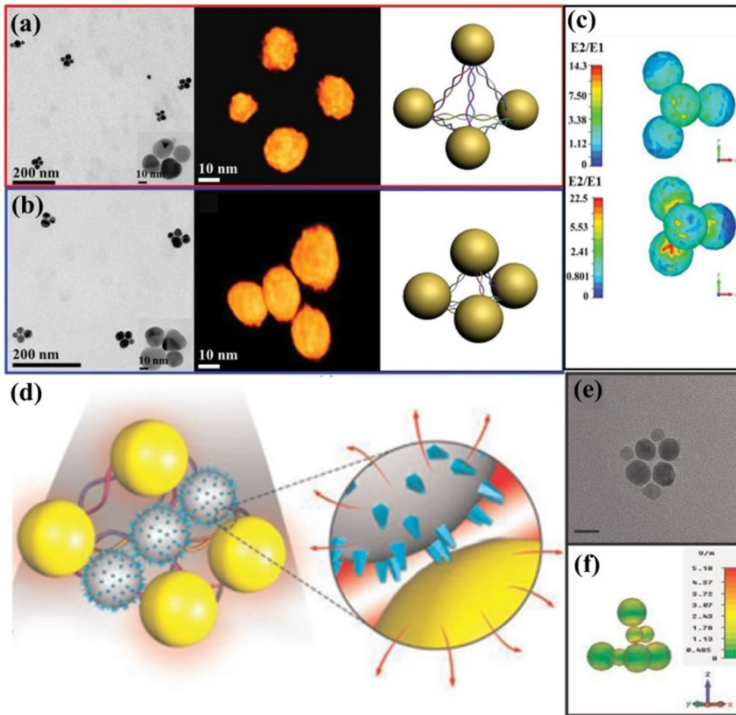 (a)
200 nm
10 nm
10 nm
(b)
200 nm
10 nm
10 nm
(c)
E2/E1
14.3
7.50
3.38
1.12
0
E2/E1
22.5
5.53
2.41
0.801
0
(d)
(e)
(f)
V/m
5.18
4.37
3.72
3.07
2.43
1.78
1.13
0.485
0
z
y
x